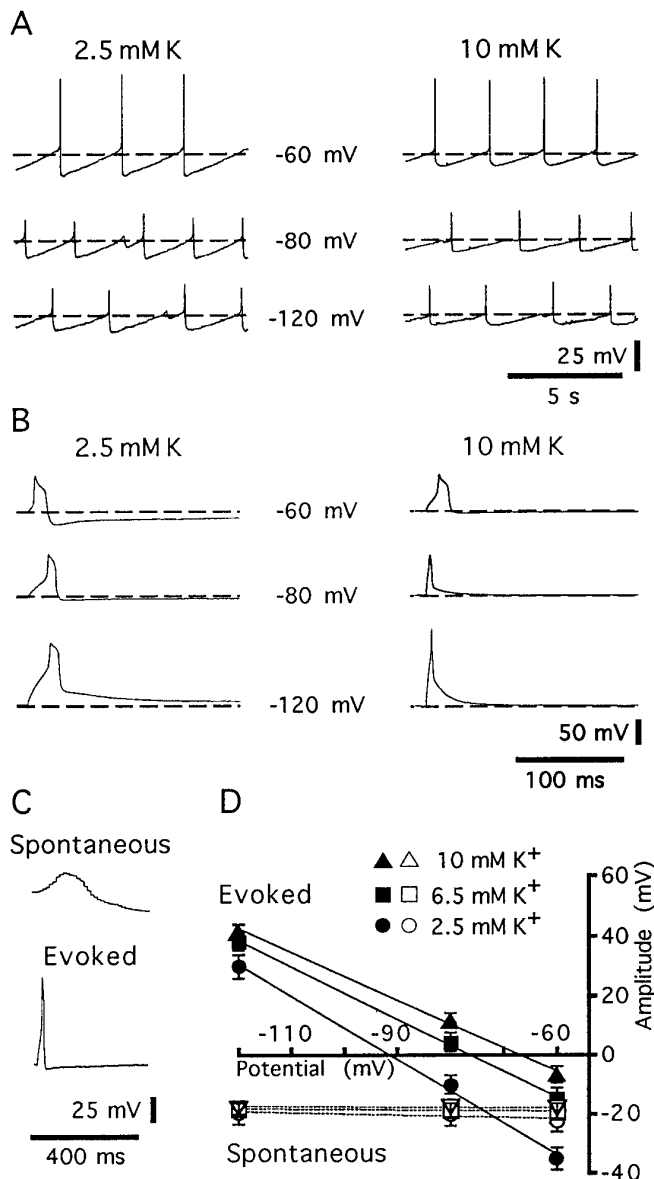 A
2.5 mM K 10 mM K
-60 mV
-80 mV
-120 mV
25 mV
5 s
B
2.5 mM K 10 mM K
-60 mV
-80 mV
-120 mV
50 mV
100 ms
C
Spontaneous
Evoked
25 mV
400 ms
D
Evoked
10 mM K+
6.5 mM K+
2.5 mM K+
60
40
20
0
-20
-40
Amplitude (mV)
-110 -90 -60
Potential (mV)
Spontaneous